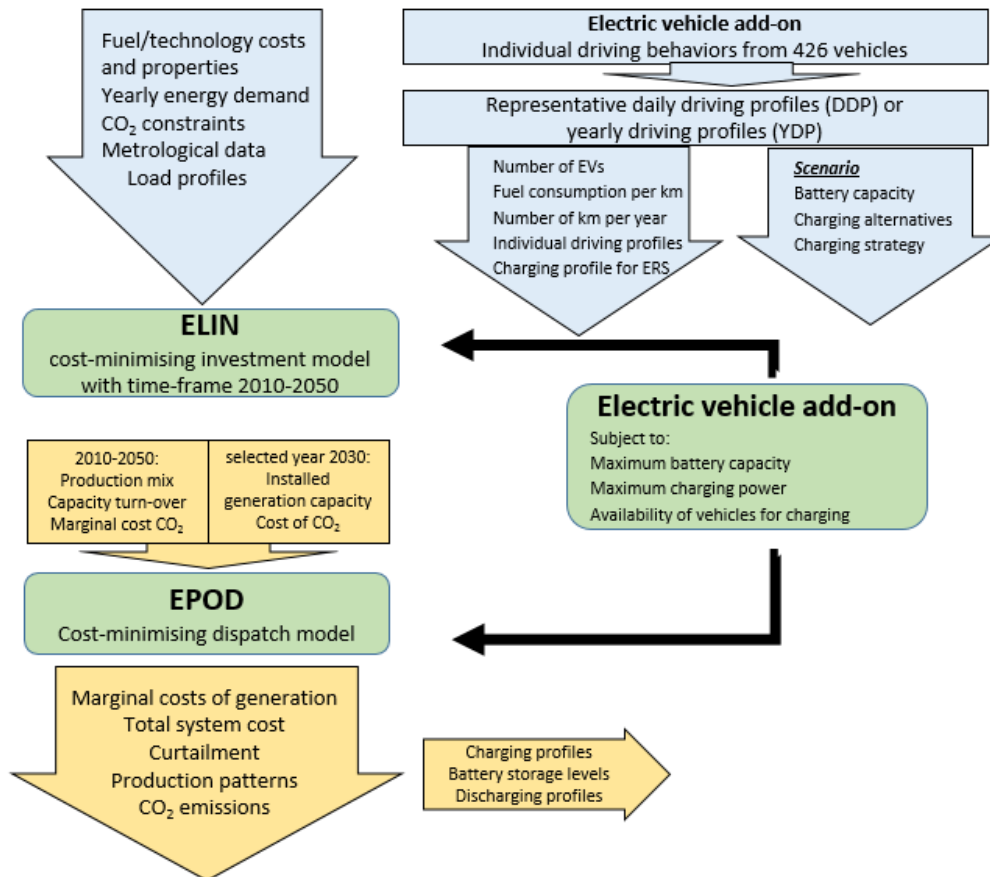 Fuel/technology costs
and properties
Yearly energy demand
CO₂ constraints
Metrological data
Load profiles
Electric vehicle add-on
Individual driving behaviors from 426 vehicles
Representative daily driving profiles (DDP) or
yearly driving profiles (YDP)
Number of EVs
Fuel consumption per km
Number of km per year
Individual driving profiles
Charging profile for ERS
Scenario
Battery capacity
Charging alternatives
Charging strategy
ELIN
cost-minimising investment model
with time-frame 2010-2050
Electric vehicle add-on
Subject to:
Maximum battery capacity
Maximum charging power
Availability of vehicles for charging
2010-2050:
Production mix
Capacity turn-over
Marginal cost CO₂
selected year 2030:
Installed
generation capacity
Cost of CO₂
EPOD
Cost-minimising dispatch model
Marginal costs of generation
Total system cost
Curtailment
Production patterns
CO₂ emissions
Charging profiles
Battery storage levels
Discharging profiles